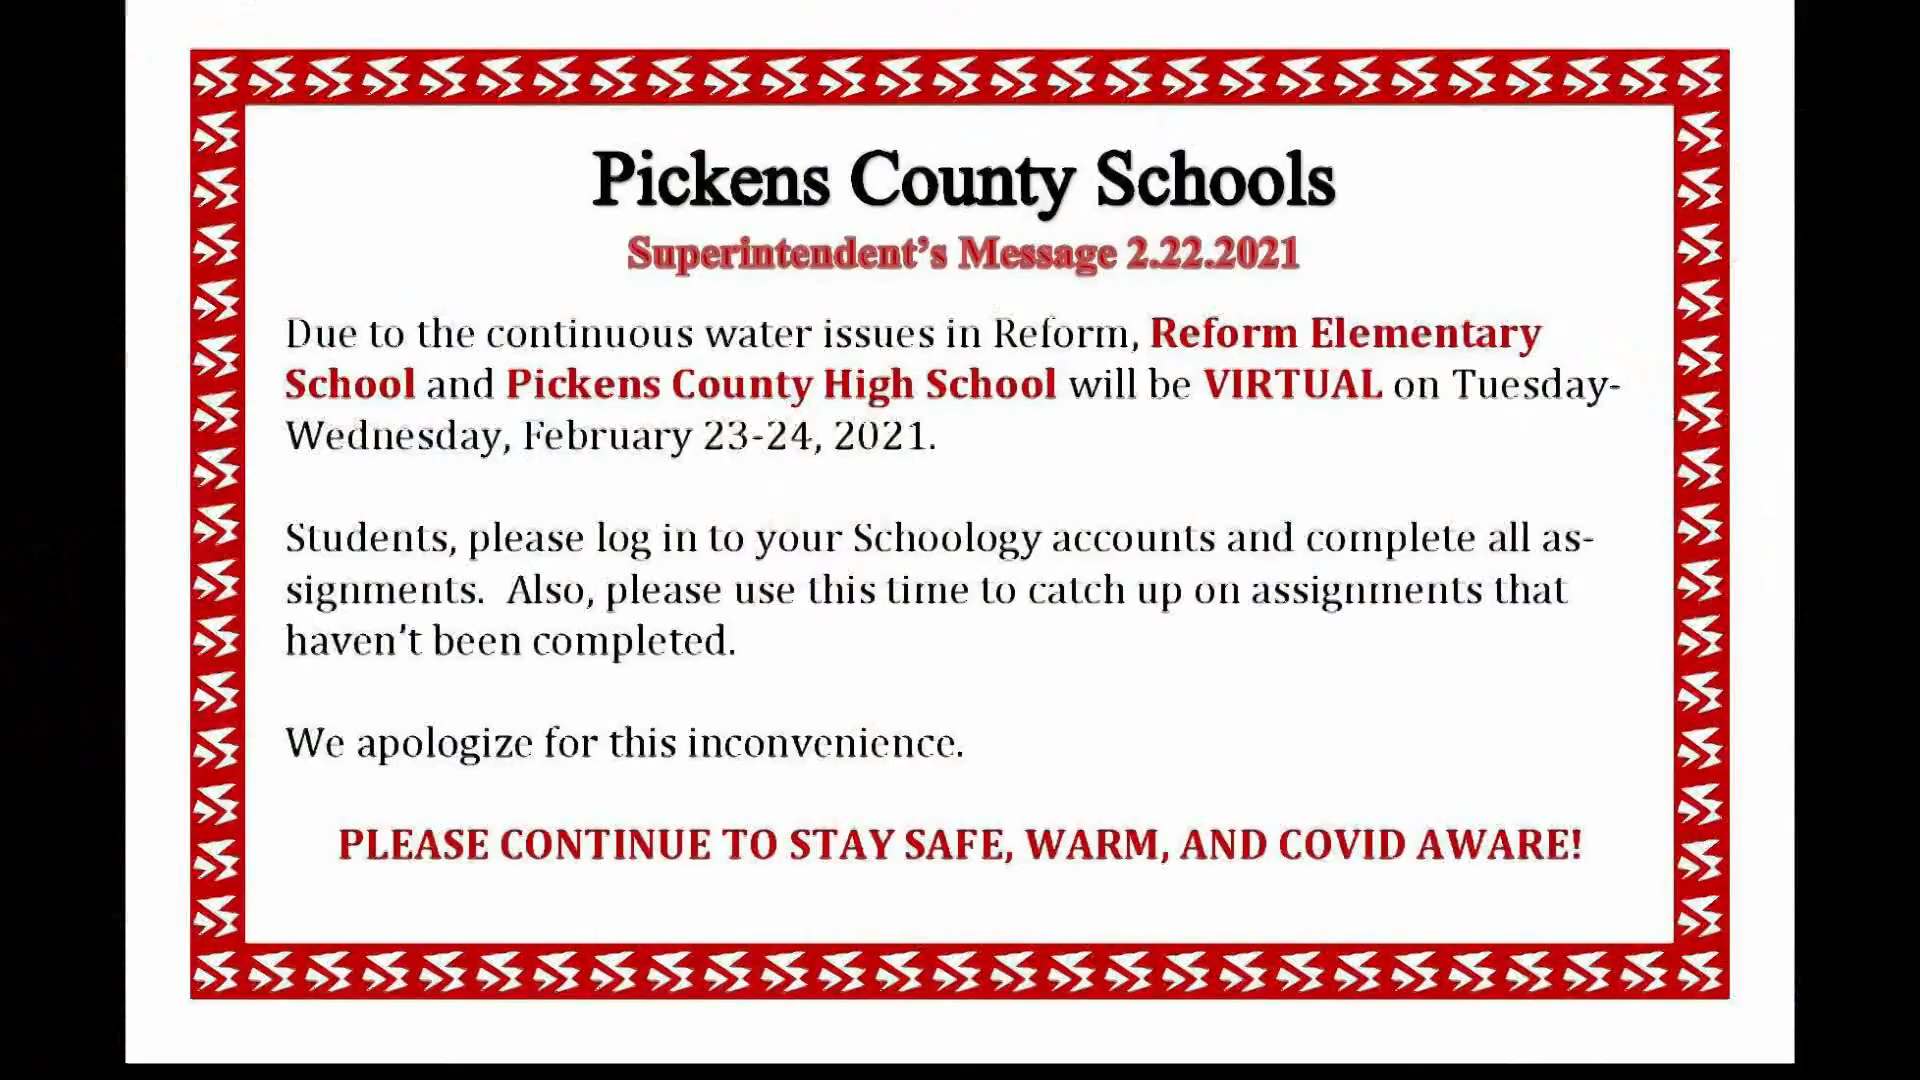 Pickens County Schools
Superintendent’s Message 2.22.2021
Due to the continuous water issues in Reform, Reform Elementary
School and Pickens County High School will be VIRTUAL on Tuesday-
Wednesday, February 23-24, 2021.
Students, please log in to your Schoology accounts and complete all as-
signments.  Also, please use this time to catch up on assignments that
haven’t been completed.
We apologize for this inconvenience.
PLEASE CONTINUE TO STAY SAFE, WARM, AND COVID AWARE!